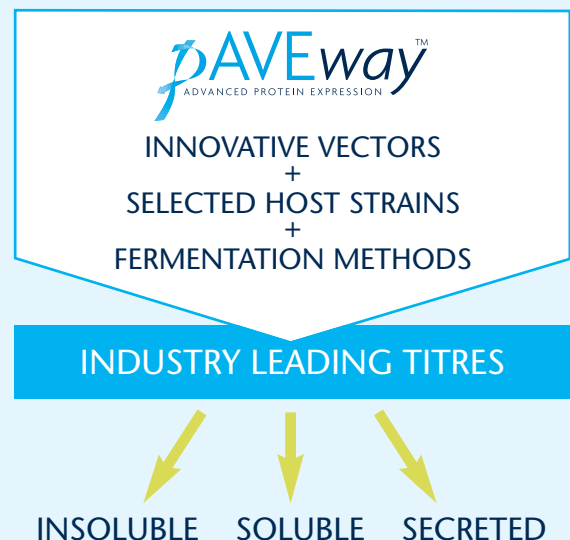 pAVEway™
ADVANCED PROTEIN EXPRESSION
INNOVATIVE VECTORS
+
SELECTED HOST STRAINS
+
FERMENTATION METHODS
INDUSTRY LEADING TITRES
INSOLUBLE SOLUBLE SECRETED